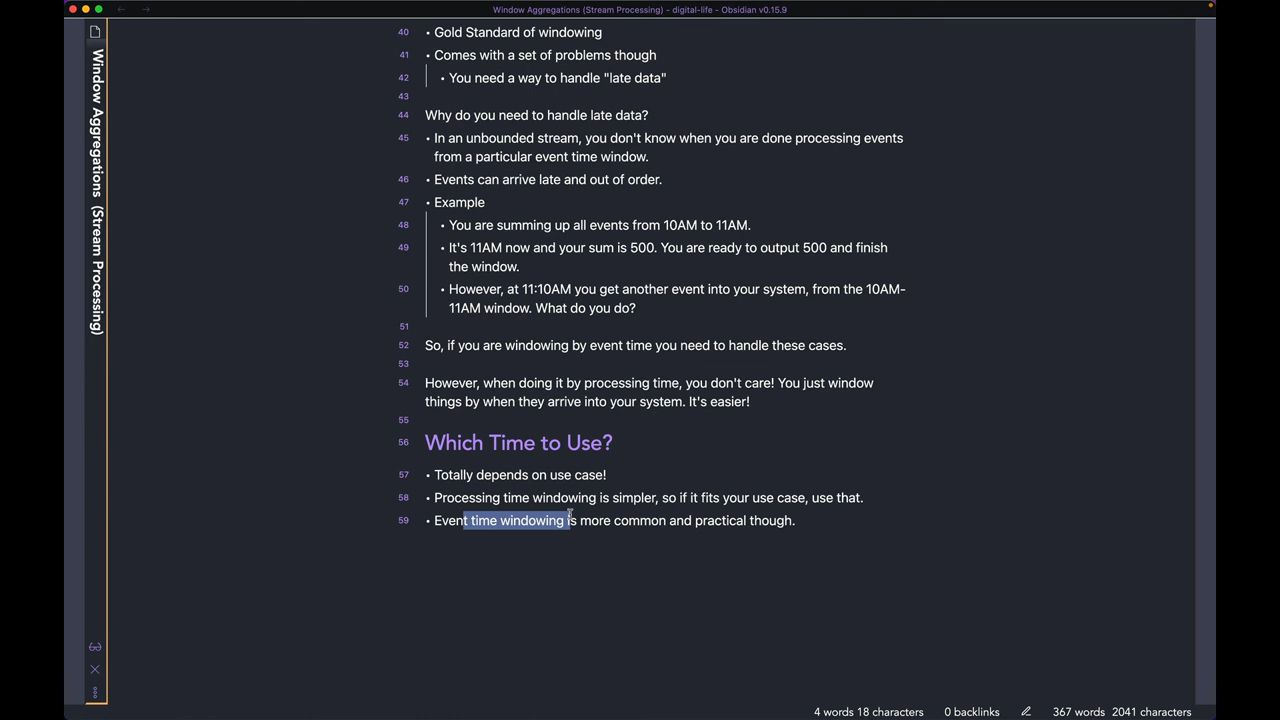 Window Aggregations (Stream Processing) - digital-life - Obsidian v0.15.9
Window Aggregations (Stream Processing)
40 • Gold Standard of windowing
41 • Comes with a set of problems though
42 • You need a way to handle "late data"
43
44 Why do you need to handle late data?
45 • In an unbounded stream, you don't know when you are done processing events
from a particular event time window.
46 • Events can arrive late and out of order.
47 • Example
48 • You are summing up all events from 10AM to 11AM.
49 • It's 11AM now and your sum is 500. You are ready to output 500 and finish
the window.
50 • However, at 11:10AM you get another event into your system, from the 10AM-
11AM window. What do you do?
51
52 So, if you are windowing by event time you need to handle these cases.
53
54 However, when doing it by processing time, you don't care! You just window
things by when they arrive into your system. It's easier!
55
56 Which Time to Use?
57 • Totally depends on use case!
58 • Processing time windowing is simpler, so if it fits your use case, use that.
59 • Event time windowing is more common and practical though.
4 words 18 characters 0 backlinks 367 words 2041 characters